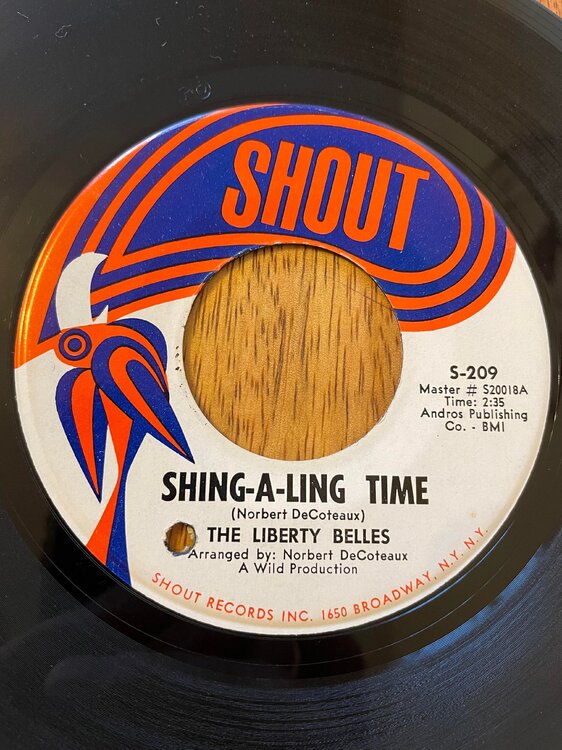 SHOUT
S-209
Master # S20018A
Time: 2:35
Andros Publishing
Co. - BMI
SHING-A-LING TIME
(Norbert DeCoteaux)
THE LIBERTY BELLES
Arranged by: Norbert DeCoteaux
A Wild Production
SHOUT RECORDS INC. 1650 BROADWAY, N.Y. N.Y.